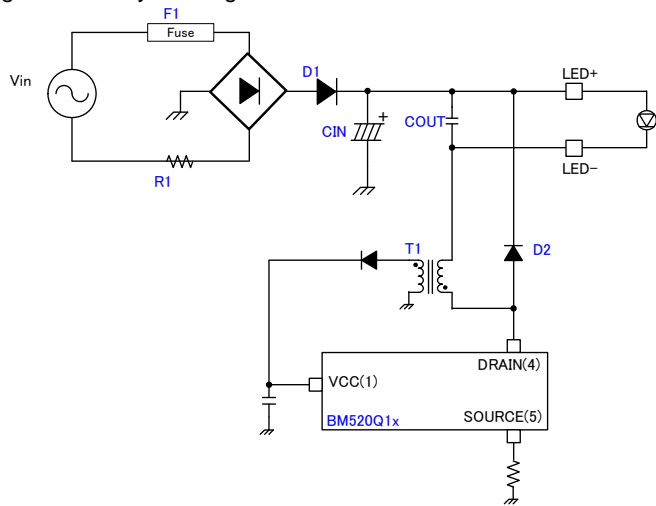 F1
Fuse
Vin
D1
LED+
CIN
+
COUT
LED-
R1
T1
D2
DRAIN(4)
VCC(1)
SOURCE(5)
BM520Q1x